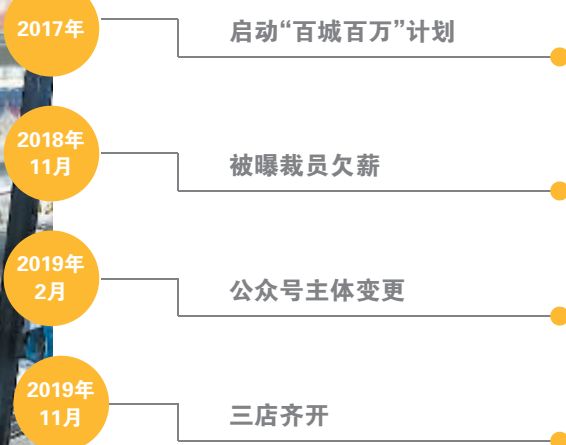 2017年
启动“百城百万”计划
2018年
11月
被曝裁员欠薪
2019年
2月
公众号主体变更
2019年
11月
三店齐开